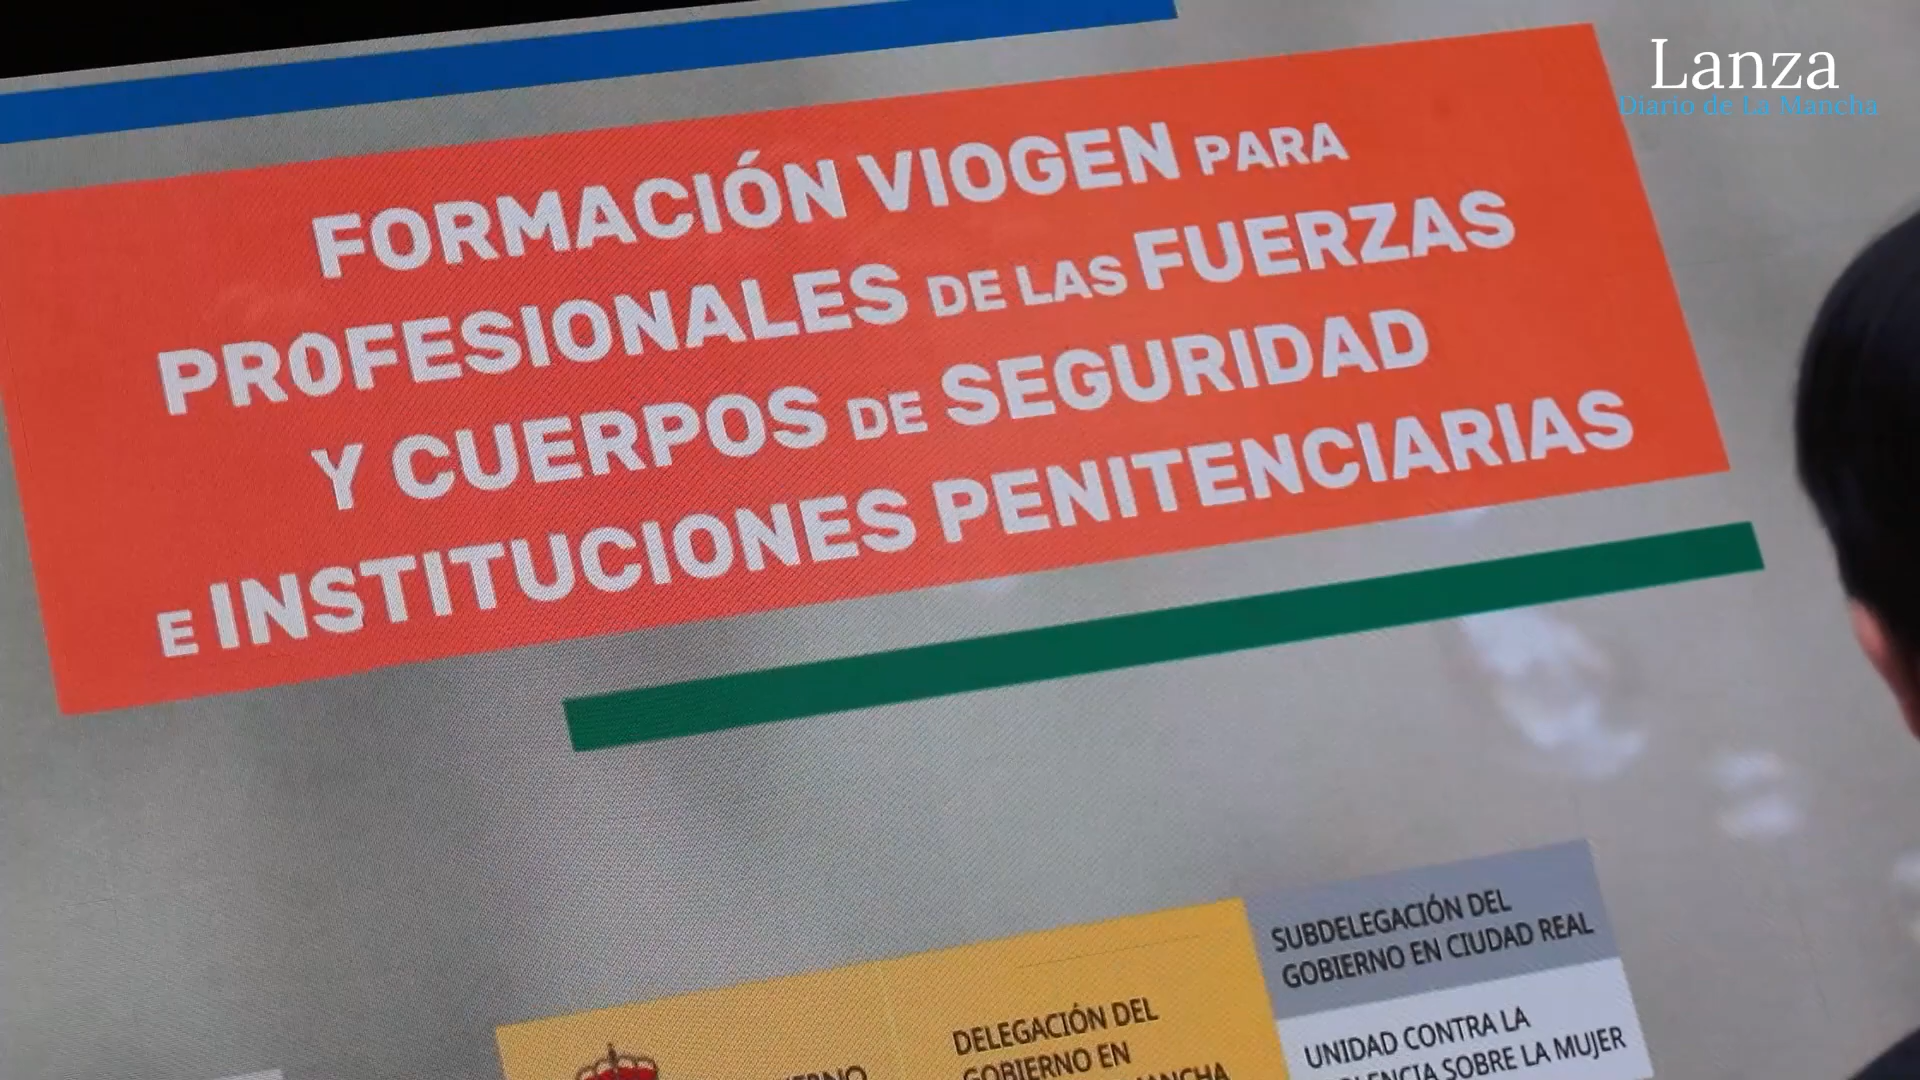 Lanza
Diario de La Mancha
FORMACIÓN VIOGEN PARA
PROFESIONALES DE LAS FUERZAS
Y CUERPOS DE SEGURIDAD
E INSTITUCIONES PENITENCIARIAS
SUBDELEGACIÓN DEL
GOBIERNO EN CIUDAD REAL
DELEGACIÓN DEL
GOBIERNO EN
UNIDAD CONTRA LA
SOBRE LA MUJER